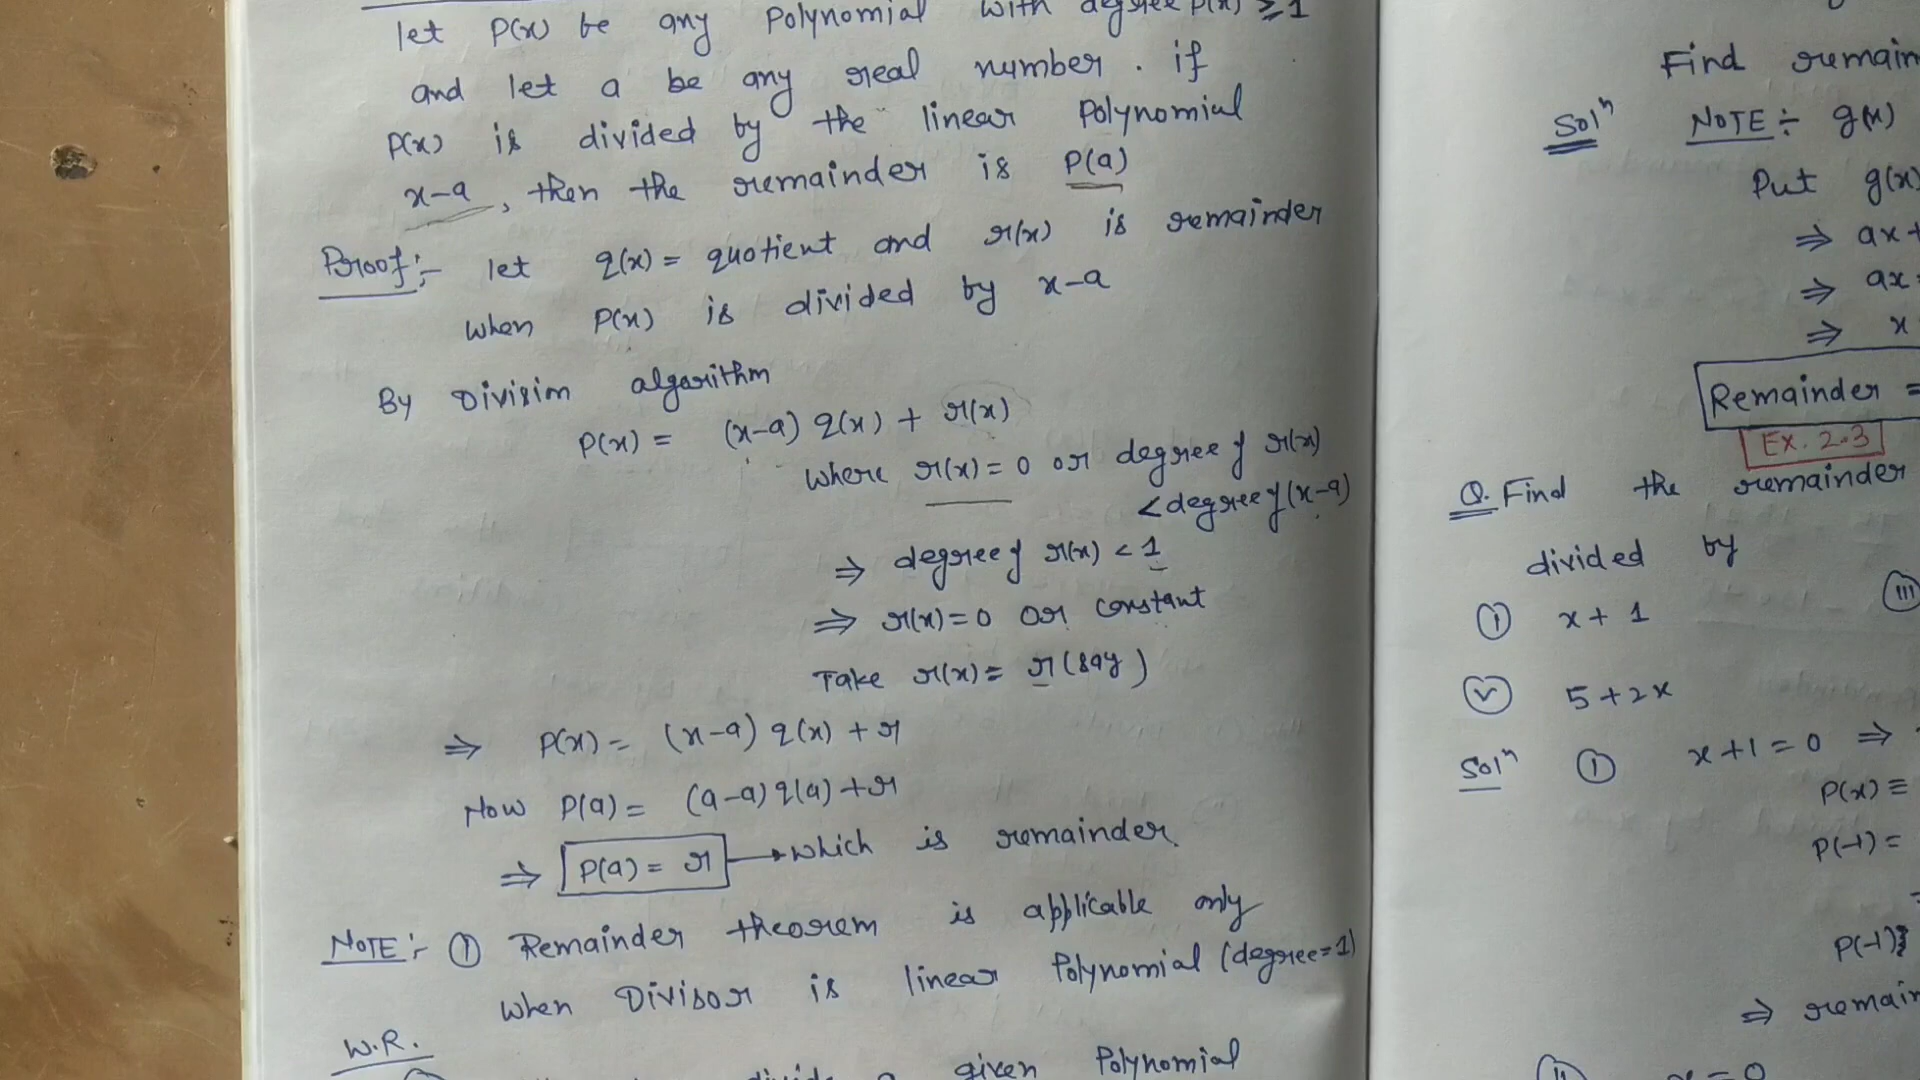 let P(x) be any Polynomial with degree P(x) ≥ 1
and let a be any real number. if
P(x) is divided by the linear Polynomial
x-a, then the remainder is P(a)
Proof:- let q(x) = quotient and r(x) is remainder
when P(x) is divided by x-a
By Division algorithm
P(x) = (x-a) q(x) + r(x)
where r(x) = 0 or degree of r(x)
< degree of (x-a)
⇒ degree of r(x) < 1
⇒ r(x) = 0 or constant
Take r(x) = r (say)
⇒ P(x) = (x-a) q(x) + r
Now P(a) = (a-a) q(a) + r
⇒ P(a) = r → which is remainder.
NOTE:- ① Remainder theorem is applicable only
when Divisor is linear Polynomial (degree=1)
W.R.
divide a given Polynomial
Find remain
Solⁿ NOTE:- g(x)
Put g(x)
⇒ ax+
⇒ ax=
⇒ x
Remainder =
Ex. 2.3
Q. Find the remainder
divided by
(i) x + 1 (iii)
(v) 5+2x
Solⁿ (i) x+1=0 ⇒
P(x) =
P(-1) =
=
P(-1)
⇒ remain
(ii) x = 0